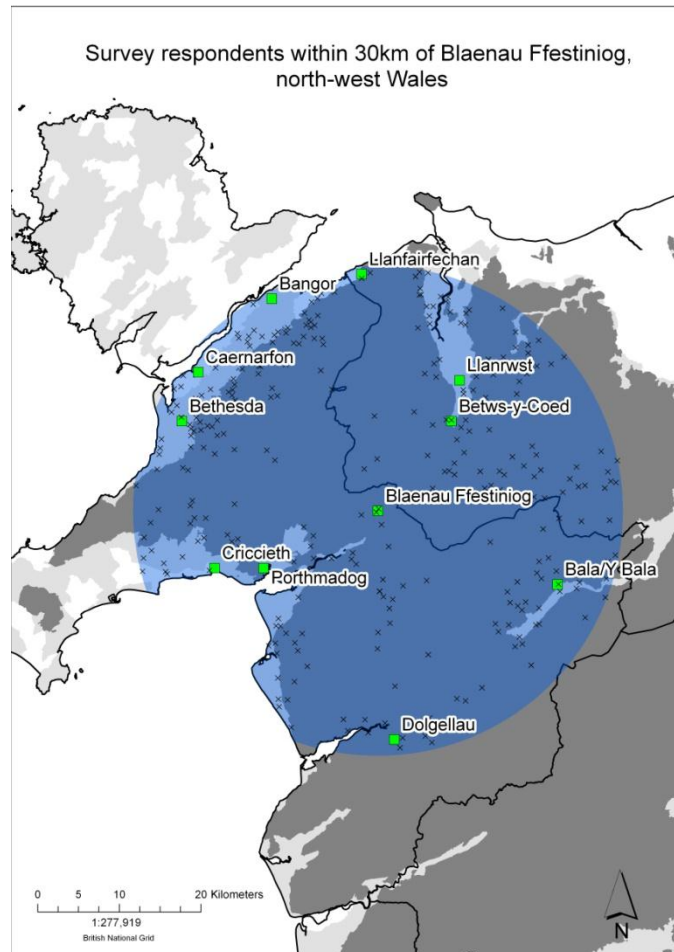 Survey respondents within 30km of Blaenau Ffestiniog,
north-west Wales
Llanfairfechan
Bangor
Caernarfon
Llanrwst
Bethesda
Betws-y-Coed
Blaenau Ffestiniog
Criccieth
Porthmadog
Bala/Y Bala
Dolgellau
0 5 10 20 Kilometers
1:277,919
British National Grid
N